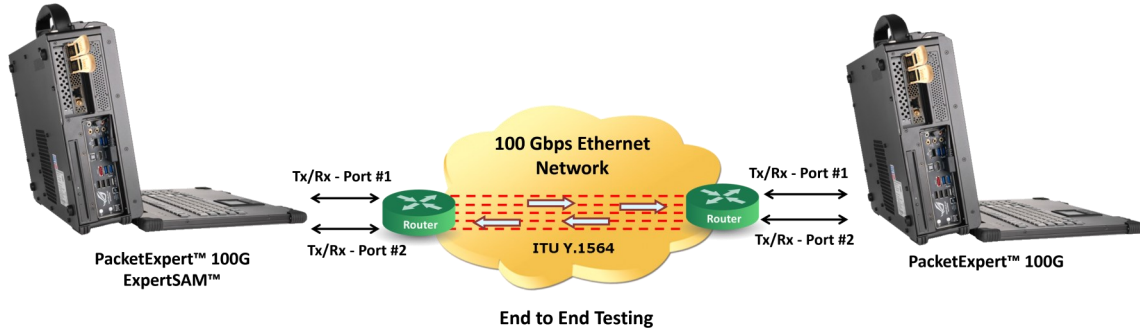 100 Gbps Ethernet
Network
Tx/Rx - Port #1
Tx/Rx - Port #1
Router
Router
Tx/Rx - Port #2
Tx/Rx - Port #2
ITU Y.1564
PacketExpert™ 100G
ExpertSAM™
PacketExpert™ 100G
End to End Testing